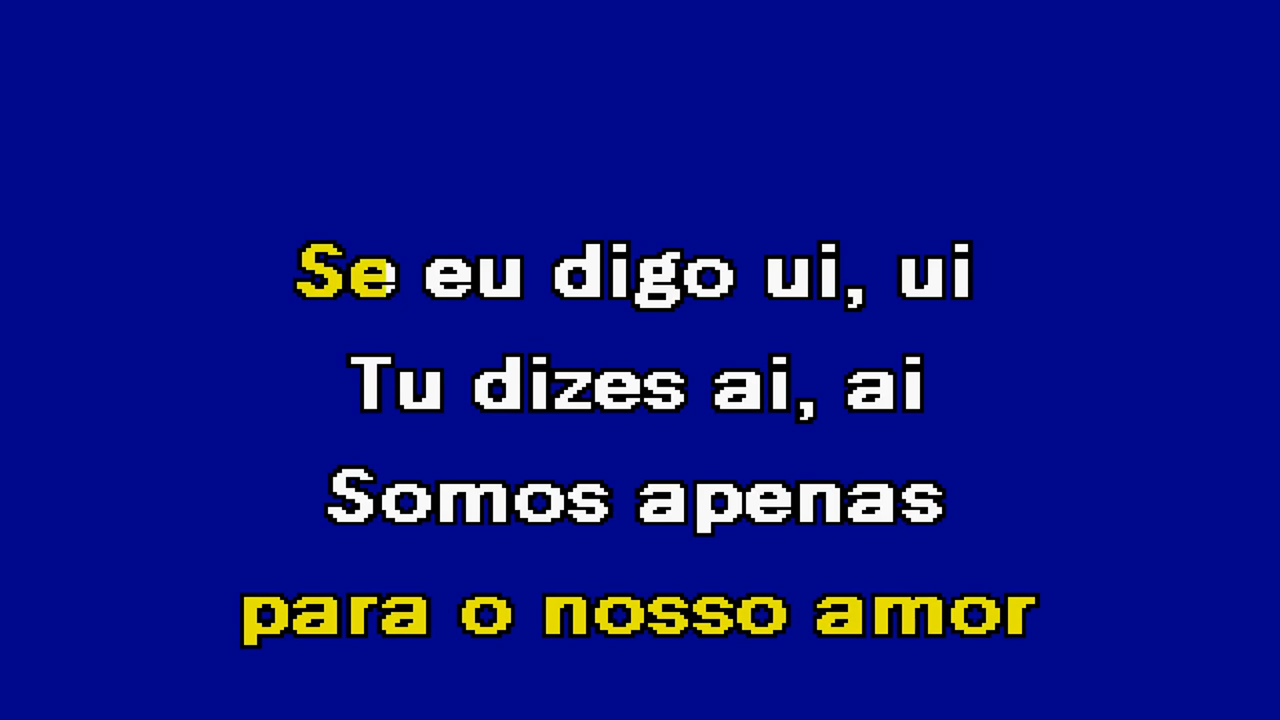 Se eu digo ui, ui
Tu dizes ai, ai
Somos apenas
para o nosso amor